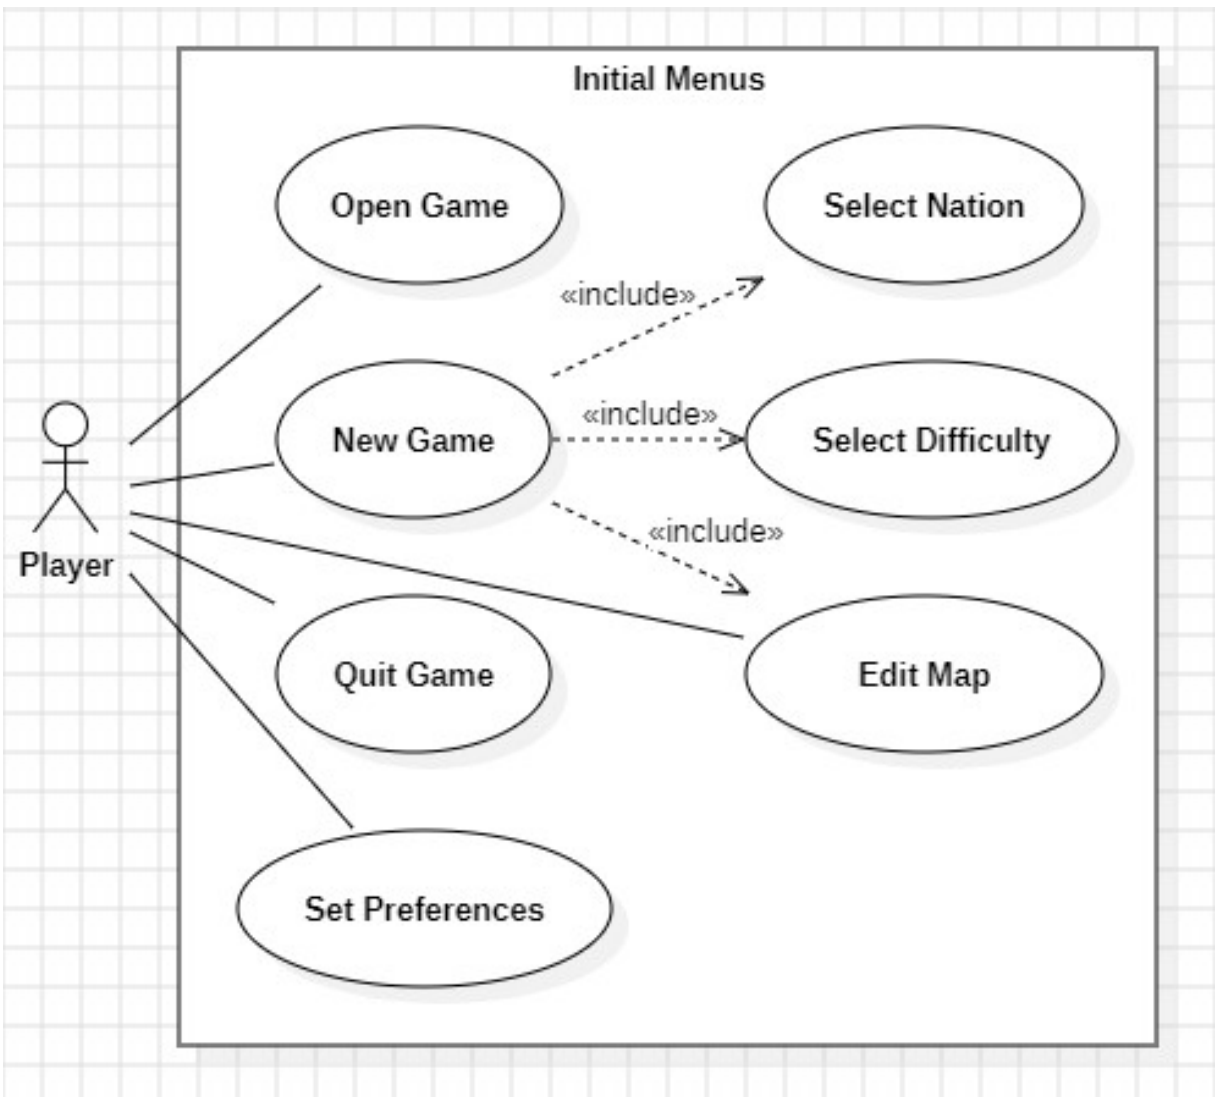 Initial Menus
Open Game
Select Nation
«include»
New Game
«include»
Select Difficulty
«include»
Player
Quit Game
Edit Map
Set Preferences